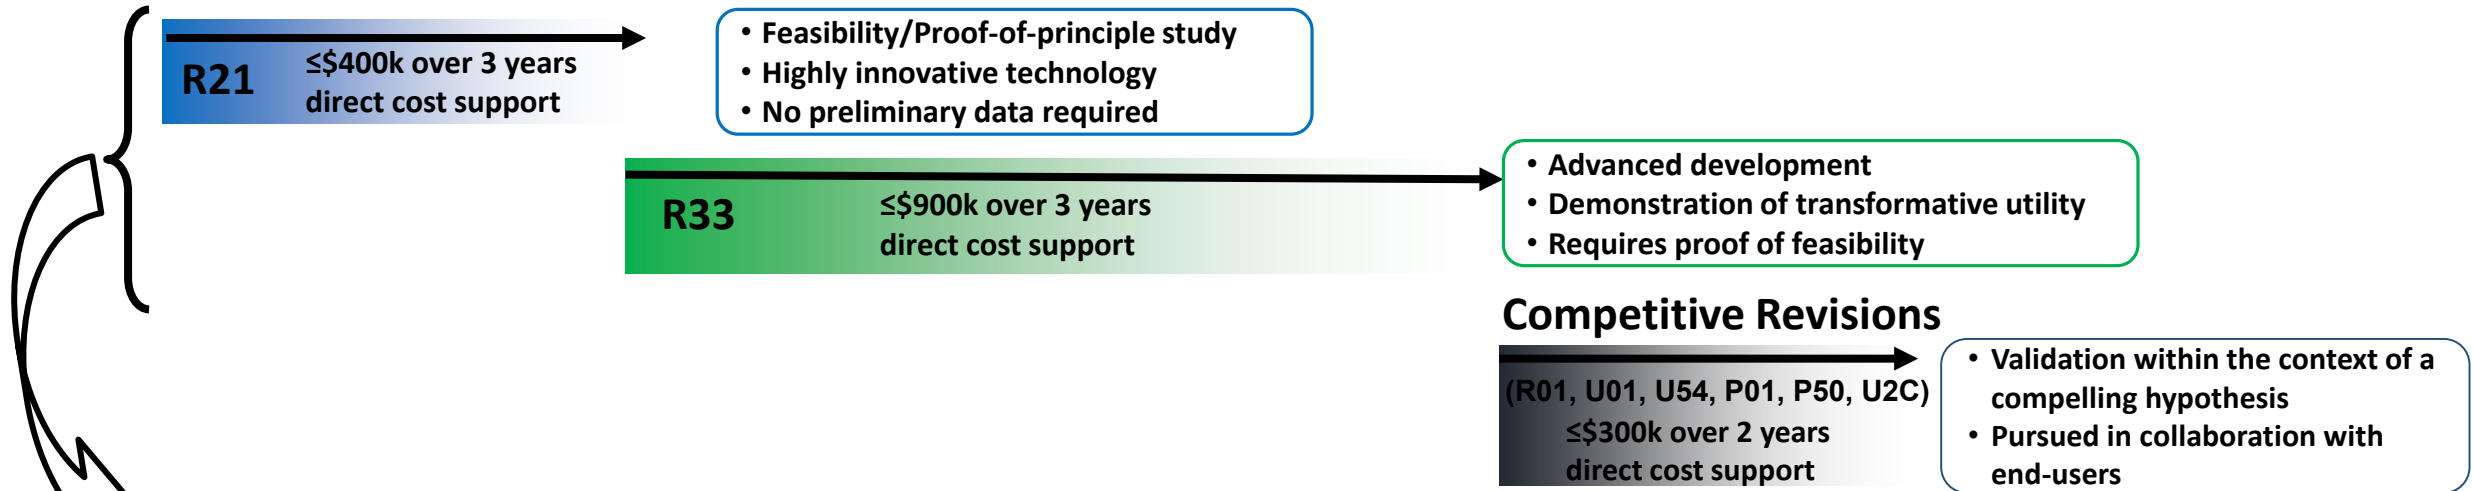 R21
≤$400k over 3 years
direct cost support
• Feasibility/Proof-of-principle study
• Highly innovative technology
• No preliminary data required
R33
≤$900k over 3 years
direct cost support
• Advanced development
• Demonstration of transformative utility
• Requires proof of feasibility
Competitive Revisions
(R01, U01, U54, P01, P50, U2C)
≤$300k over 2 years
direct cost support
• Validation within the context of a
compelling hypothesis
• Pursued in collaboration with
end-users